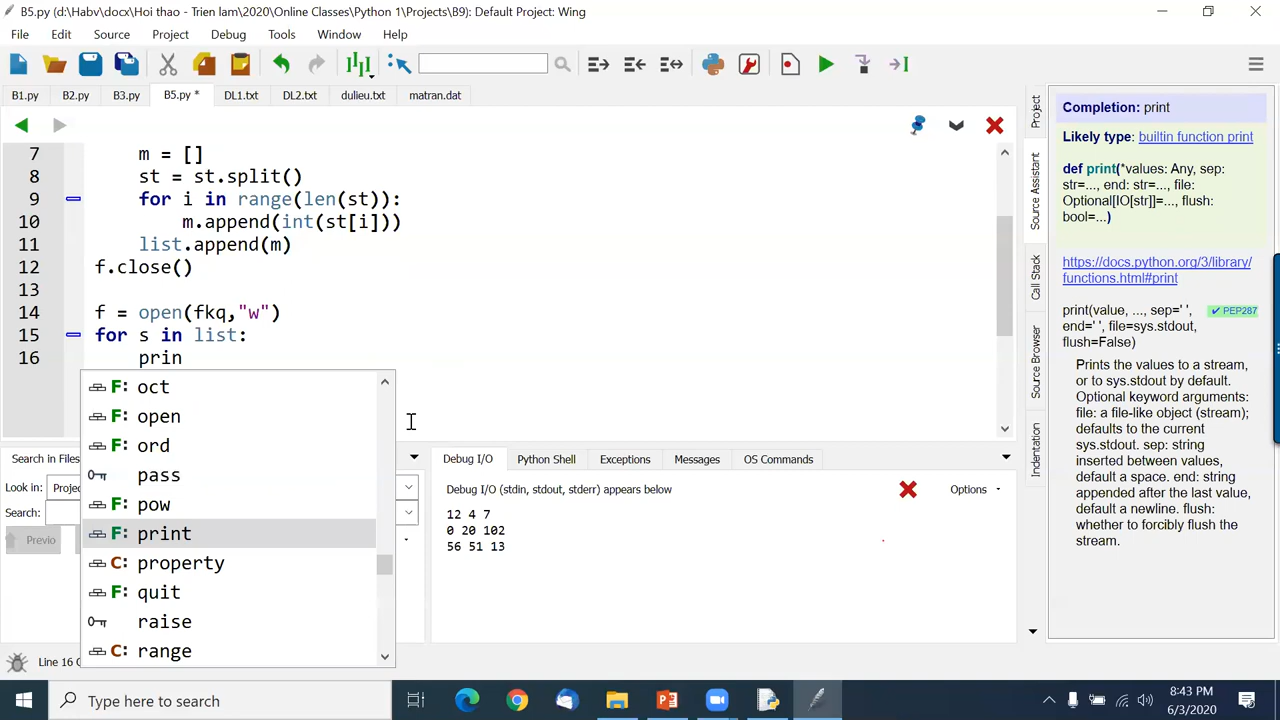 B5.py (d:\Habv\docx\Hoi thao - Trien lam\2020\Online Classes\Python 1\Projects\B9): Default Project: Wing
File Edit Source Project Debug Tools Window Help
B1.py B2.py B3.py B5.py * DL1.txt DL2.txt dulieu.txt matran.dat
7 m = []
8 st = st.split()
9 for i in range(len(st)):
10 m.append(int(st[i]))
11 list.append(m)
12 f.close()
13
14 f = open(fkq,"w")
15 for s in list:
16 prin
F: oct
F: open
F: ord
pass
F: pow
F: print
C: property
F: quit
raise
C: range
Search in Files
Look in: Proje
Search:
Previo
Line 16 C
Debug I/O Python Shell Exceptions Messages OS Commands
Debug I/O (stdin, stdout, stderr) appears below
Options
12 4 7
0 20 102
56 51 13
Project
Source Assistant
Call Stack
Source Browser
Indentation
Completion: print
Likely type: builtin function print
def print(*values: Any, sep:
str=..., end: str=..., file:
Optional[IO[str]]=..., flush:
bool=...)
https://docs.python.org/3/library/
functions.html#print
print(value, ..., sep=' ',
end=' ', file=sys.stdout,
flush=False)
✔ PEP287
Prints the values to a stream,
or to sys.stdout by default.
Optional keyword arguments:
file: a file-like object (stream);
defaults to the current
sys.stdout. sep: string
inserted between values,
default a space. end: string
appended after the last value,
default a newline. flush:
whether to forcibly flush the
stream.
Type here to search
8:43 PM
6/3/2020